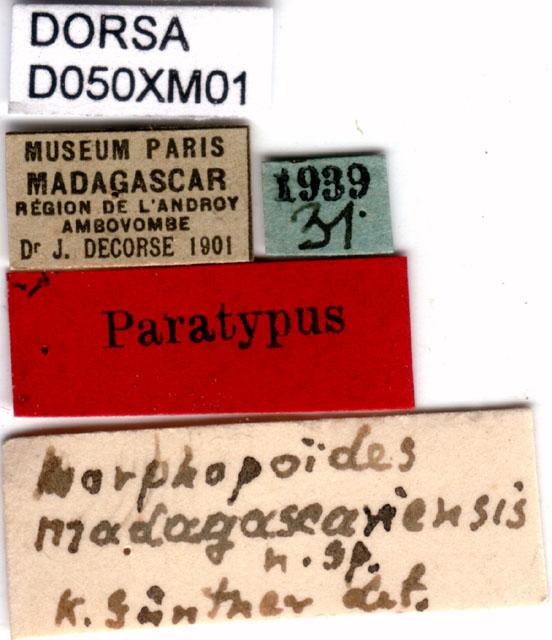 DORSA
D050XM01
MUSEUM PARIS
MADAGASCAR
RÉGION DE L'ANDROY
AMBOVOMBE
Dr J. DECORSE 1901
1939
31.
Paratypus
Morphopoïdes
madagascariensis
n. sp.
K. Günther det.